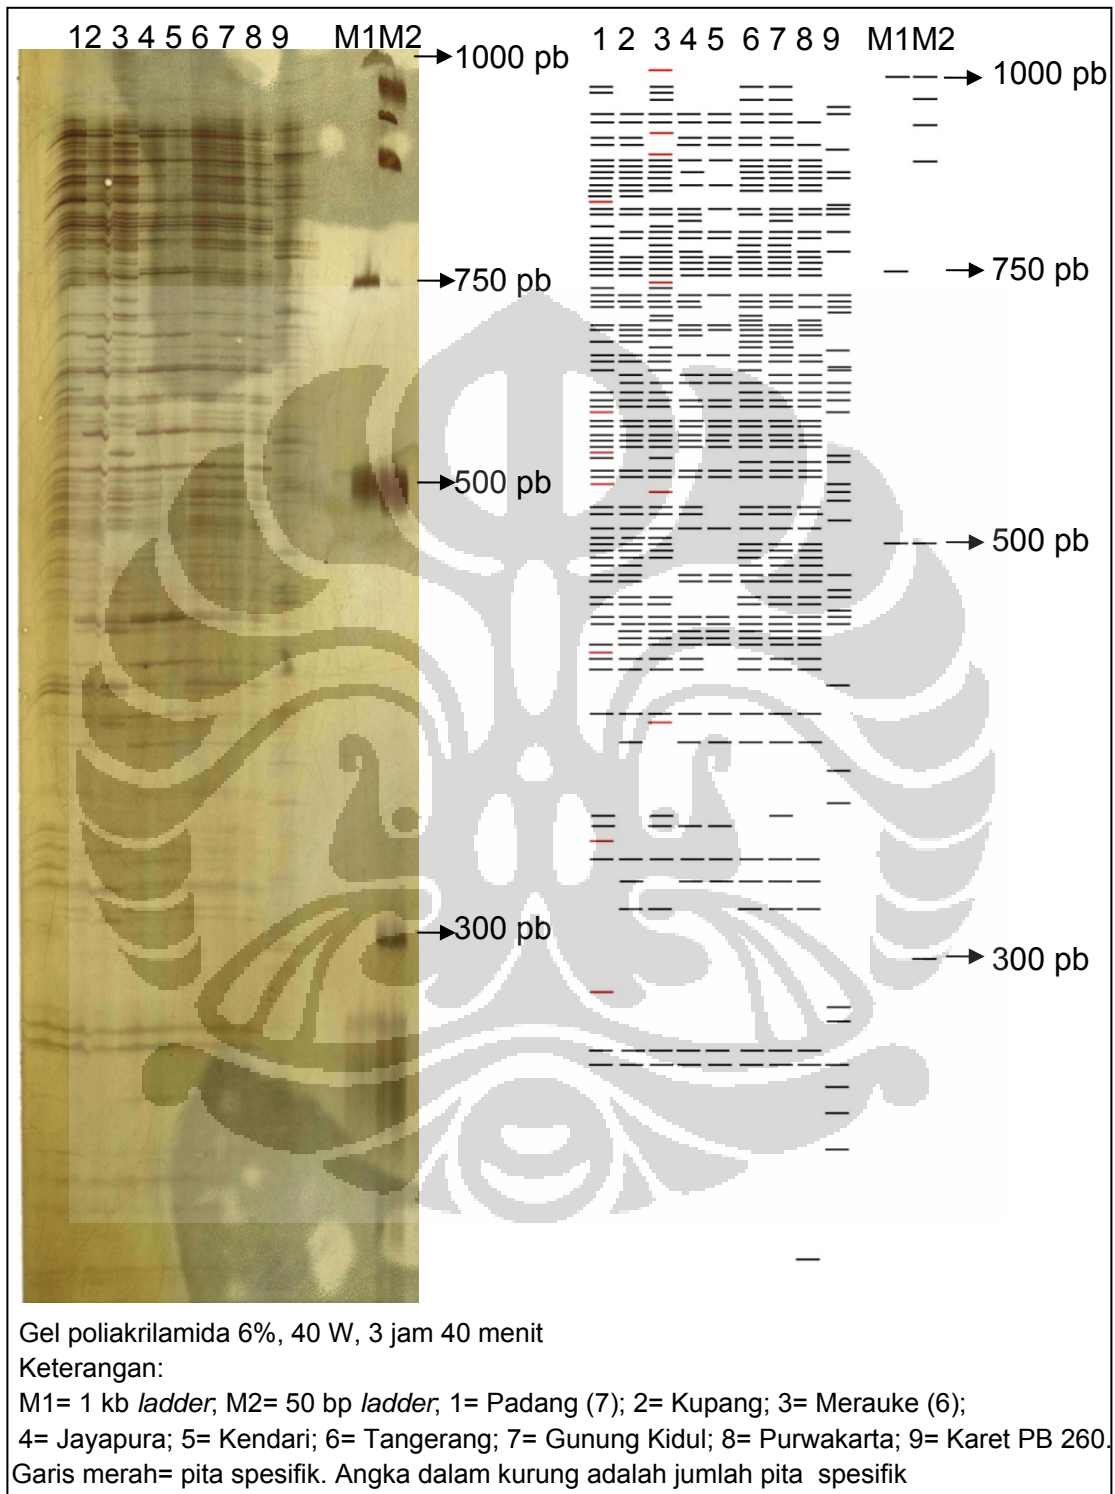 12 3 4 5 6 7 8 9 M1M2
1000 pb
750 pb
500 pb
300 pb
1 2 3 4 5 6 7 8 9 M1M2
1000 pb
750 pb
500 pb
300 pb
Gel poliakrilamida 6%, 40 W, 3 jam 40 menit
Keterangan:
M1= 1 kb ladder; M2= 50 bp ladder; 1= Padang (7); 2= Kupang; 3= Merauke (6);
4= Jayapura; 5= Kendari; 6= Tangerang; 7= Gunung Kidul; 8= Purwakarta; 9= Karet PB 260.
Garis merah= pita spesifik. Angka dalam kurung adalah jumlah pita spesifik